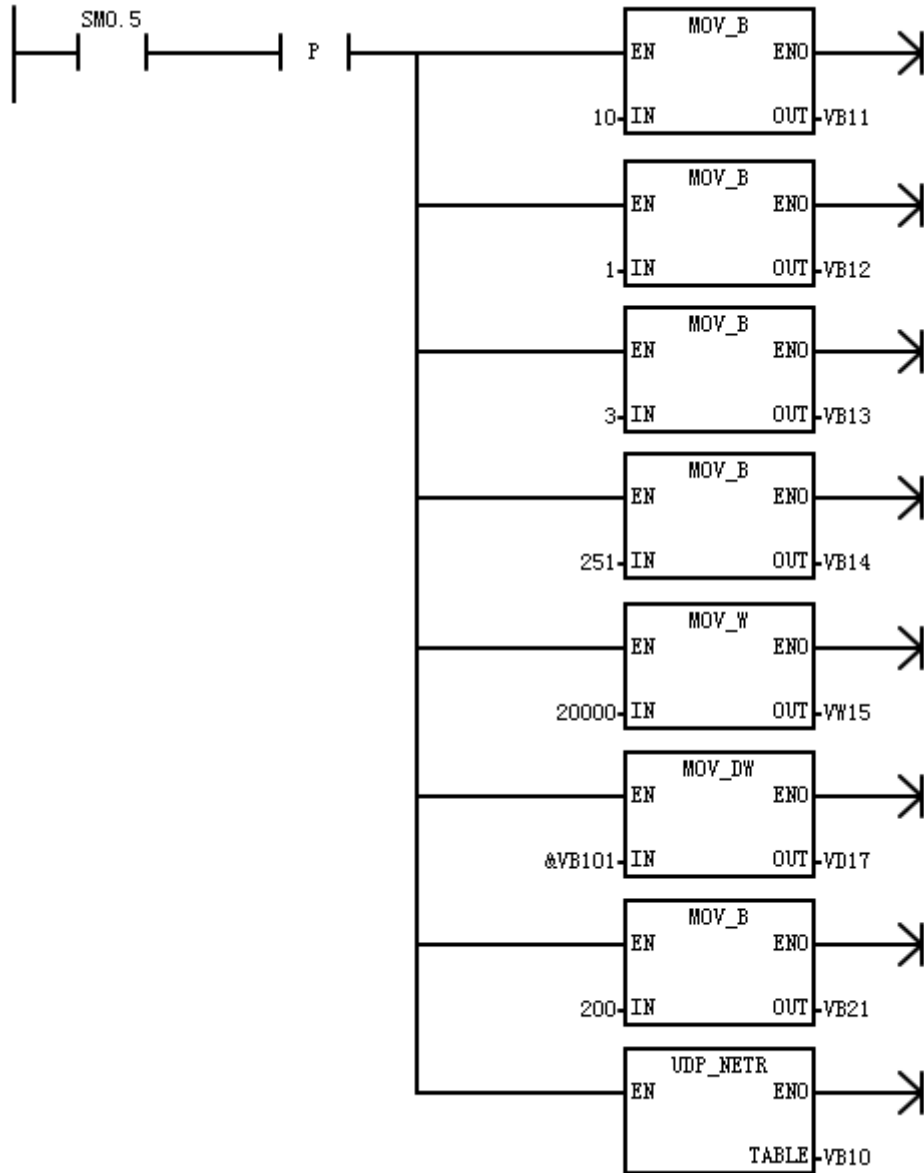 SM0.5
P
MOV_B
EN ENO
10 IN OUT VB11
MOV_B
EN ENO
1 IN OUT VB12
MOV_B
EN ENO
3 IN OUT VB13
MOV_B
EN ENO
251 IN OUT VB14
MOV_W
EN ENO
20000 IN OUT VW15
MOV_DW
EN ENO
&VB101 IN OUT VD17
MOV_B
EN ENO
200 IN OUT VB21
UDP_NETR
EN ENO
TABLE VB10